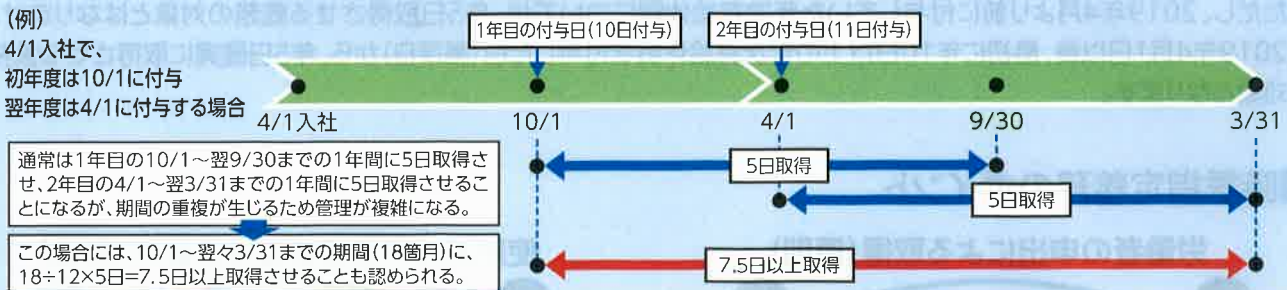 (例)
4/1入社で、
初年度は10/1に付与
翌年度は4/1に付与する場合
1年目の付与日(10日付与)
2年目の付与日(11日付与)
4/1入社
10/1
4/1
9/30
3/31
通常は1年目の10/1～翌9/30までの1年間に5日取得さ
せ、2年目の4/1～翌3/31までの1年間に5日取得させるこ
とになるが、期間の重複が生じるため管理が複雑になる。
5日取得
5日取得
この場合には、10/1～翌々3/31までの期間(18箇月)に、
18÷12×5日=7.5日以上取得させることも認められる。
7.5日以上取得